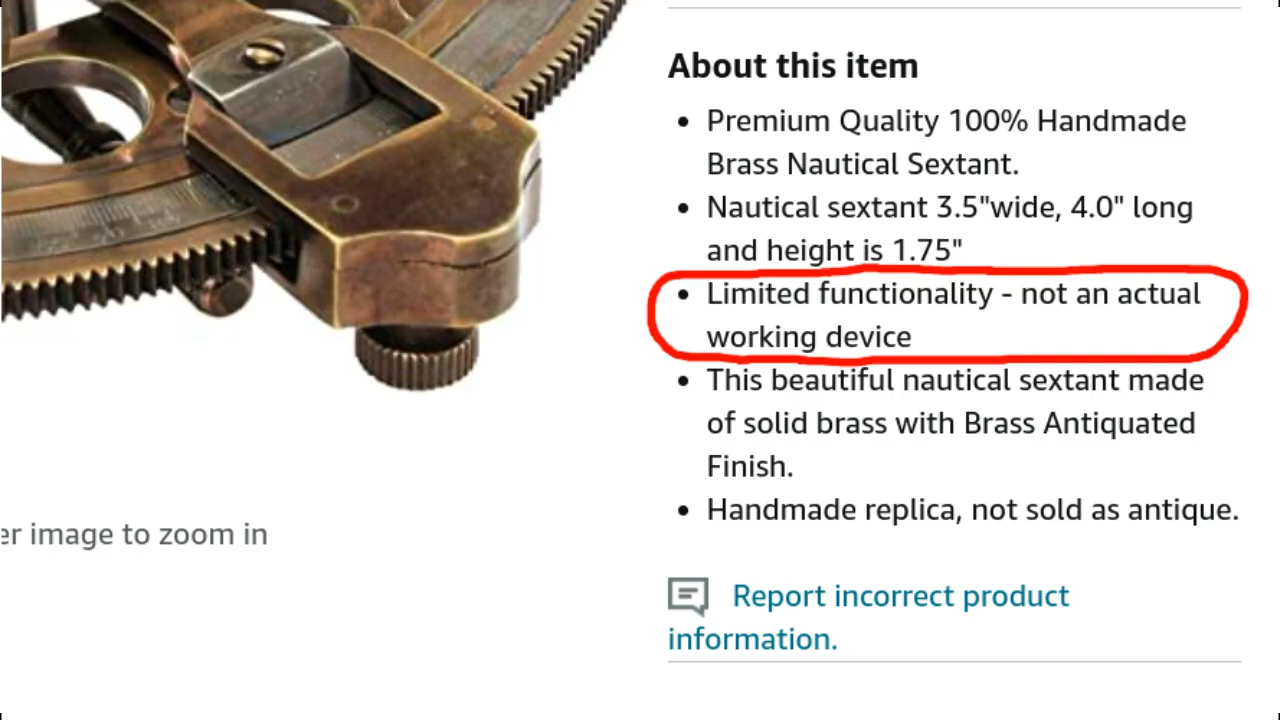 About this item
• Premium Quality 100% Handmade
Brass Nautical Sextant.
• Nautical sextant 3.5"wide, 4.0" long
and height is 1.75"
• Limited functionality - not an actual
working device
• This beautiful nautical sextant made
of solid brass with Brass Antiquated
Finish.
• Handmade replica, not sold as antique.
er image to zoom in
Report incorrect product
information.